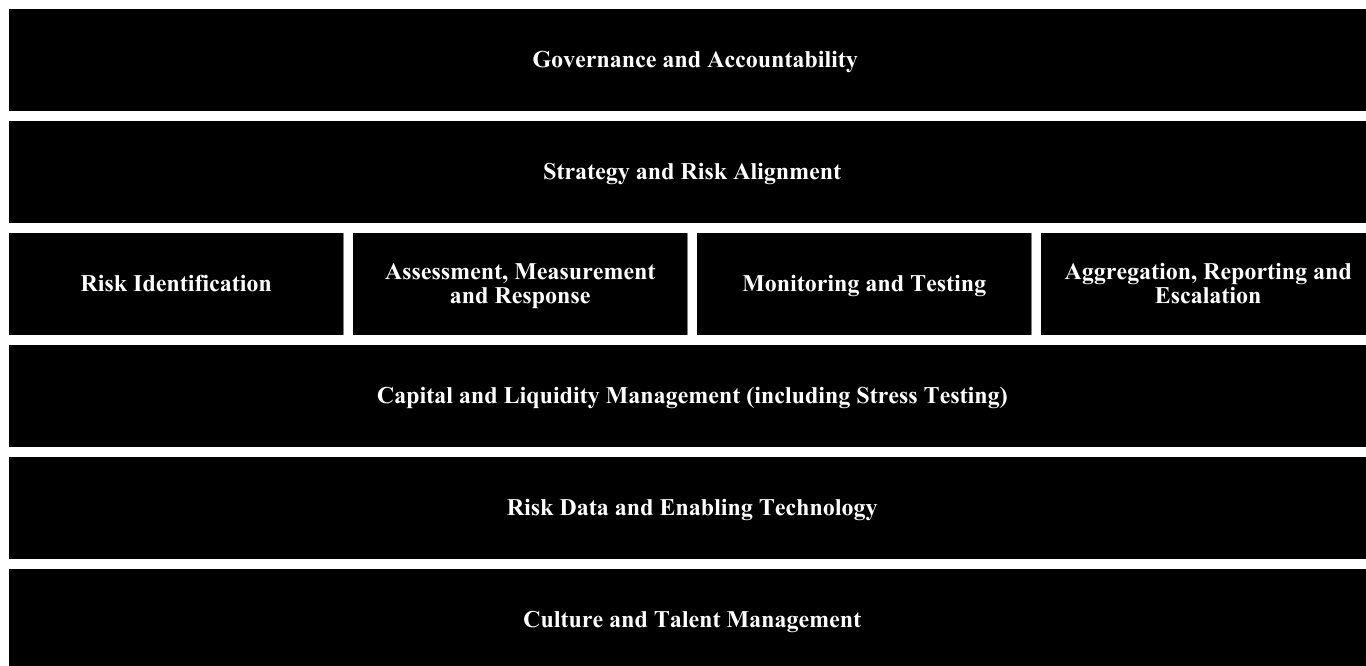 Governance and Accountability
Strategy and Risk Alignment
Risk Identification
Assessment, Measurement
and Response
Monitoring and Testing
Aggregation, Reporting and
Escalation
Capital and Liquidity Management (including Stress Testing)
Risk Data and Enabling Technology
Culture and Talent Management